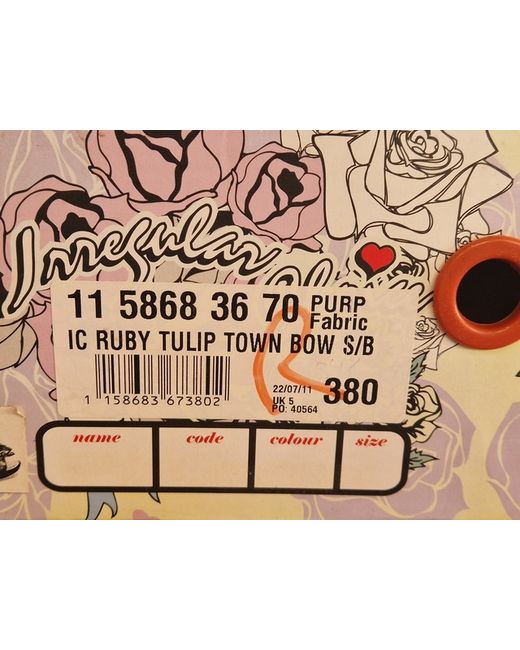 Irregular
11 5868 36 70 PURP
Fabric
IC RUBY TULIP TOWN BOW S/B
1 158683 673802
22/07/11
UK 5
PO: 40564
380
name code colour size